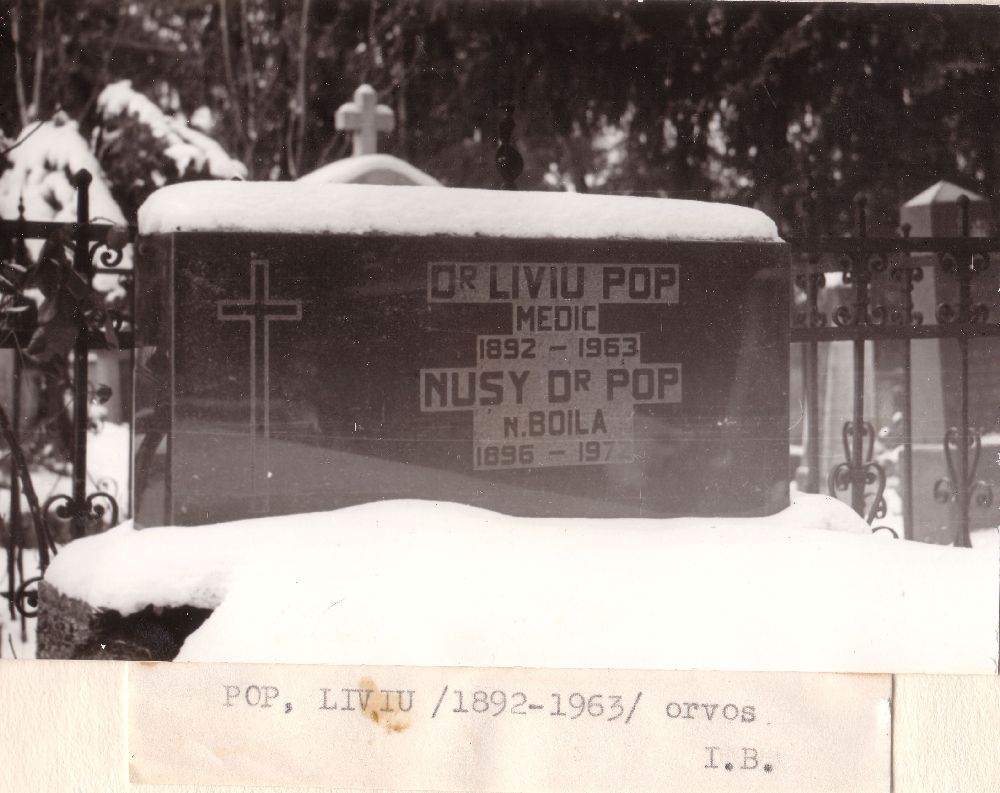 DR LIVIU POP
MEDIC
1892 - 1963
NUSY DR POP
N. BOILA
1896 -
POP, LIVIU /1892-1963/ orvos
I.B.